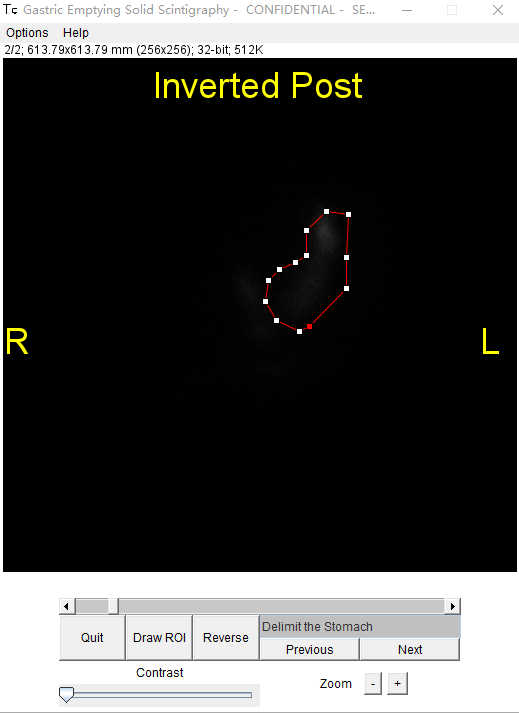 Gastric Emptying Solid Scintigraphy - CONFIDENTIAL - SE...
Options Help
2/2; 613.79x613.79 mm (256x256); 32-bit; 512K
Inverted Post
R L
Quit Draw ROI Reverse Delimit the Stomach
Previous Next
Contrast
Zoom - +